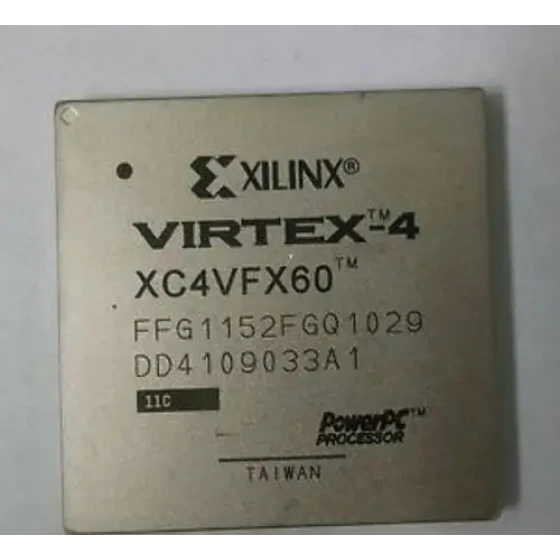 XILINX®
VIRTEX™-4
XC4VFX60™
FFG1152FGQ1029
DD4109033A1
11C
PowerPC™
PROCESSOR
TAIWAN